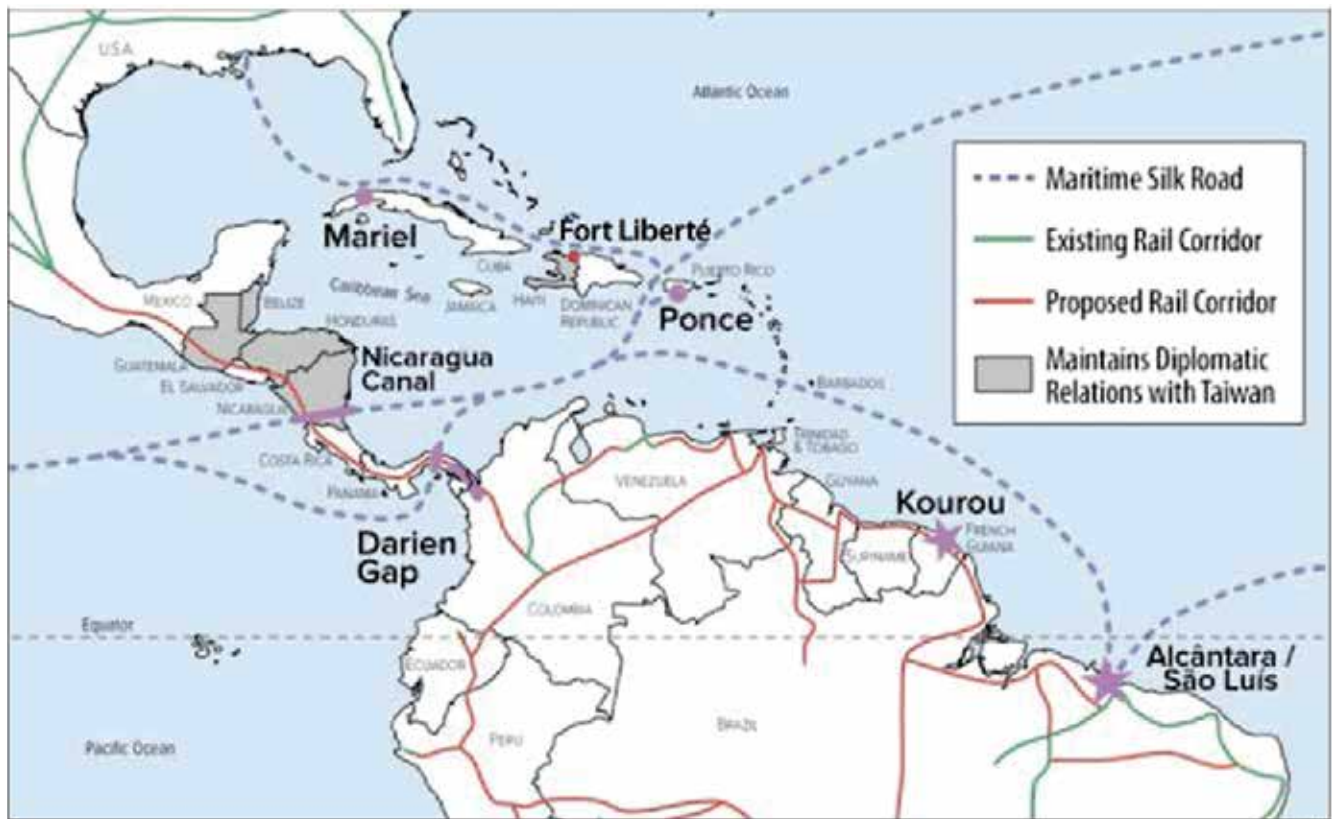 U.S.A.
Atlantic Ocean
Maritime Silk Road
Existing Rail Corridor
Proposed Rail Corridor
Maintains Diplomatic
Relations with Taiwan
Mariel
Fort Liberté
CUBA
PUERTO RICO
Caribbean Sea
JAMAICA
HAITI
DOMINICAN
REPUBLIC
Ponce
MEXICO
BELIZE
HONDURAS
Nicaragua
Canal
GUATEMALA
EL SALVADOR
NICARAGUA
BARBADOS
COSTA RICA
PANAMA
TRINIDAD
& TOBAGO
VENEZUELA
GUYANA
Kourou
FRENCH
GUIANA
SURINAME
Darien
Gap
COLOMBIA
Equator
ECUADOR
Alcântara /
São Luís
PERU
BRAZIL
Pacific Ocean